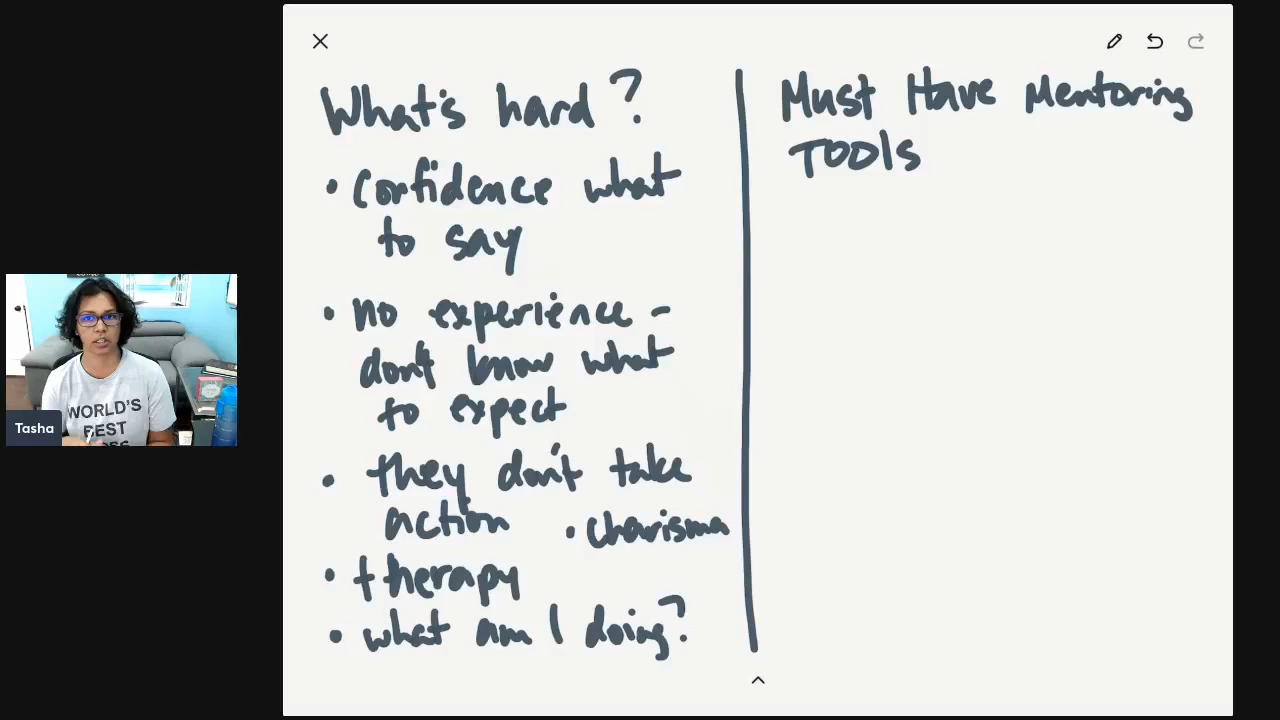 What's hard?
• confidence what
to say
• no experience -
don't know what
to expect
• they don't take
action • charisma
• therapy
• what am I doing?
Must Have Mentoring
TOOls
WORLD'S
BEST
Tasha